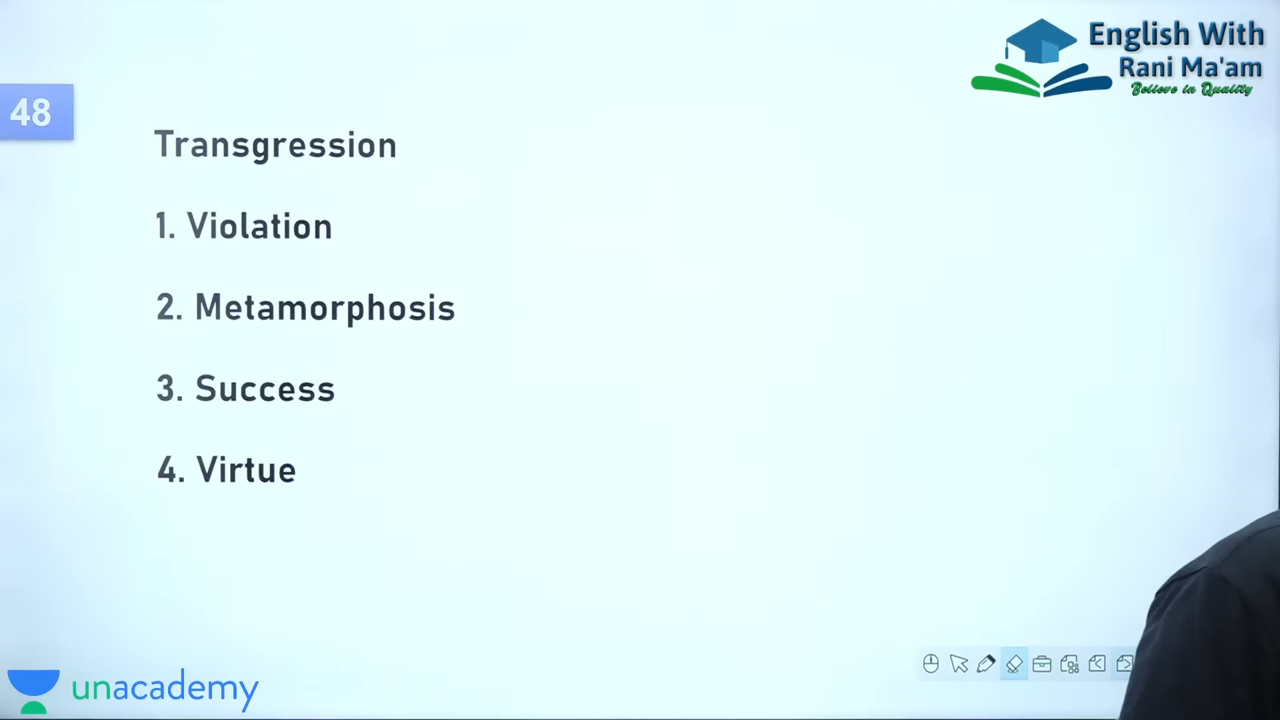 English With
Rani Ma'am
Believe in Quality
48
Transgression
1. Violation
2. Metamorphosis
3. Success
4. Virtue
unacademy